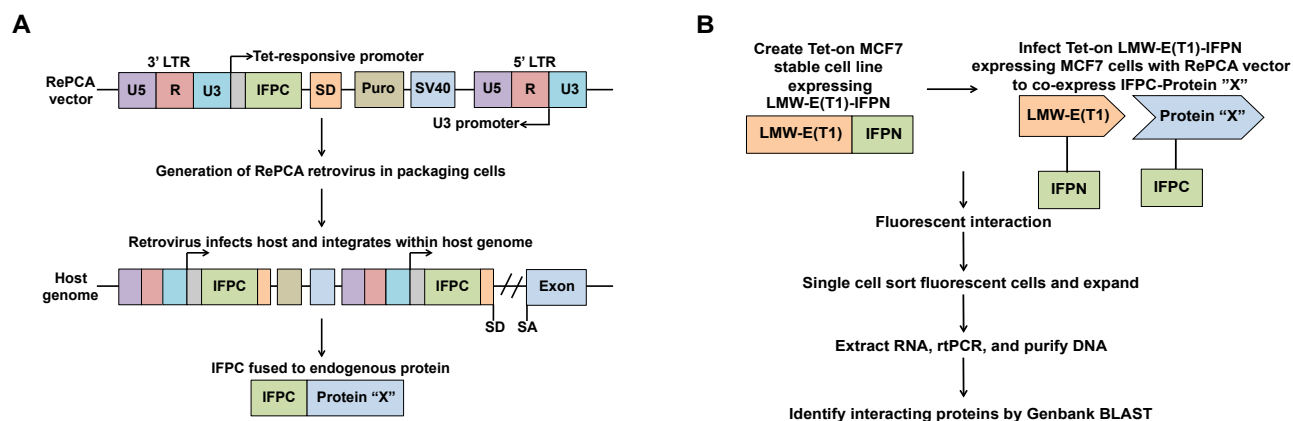 A
3' LTR
Tet-responsive promoter
5' LTR
RePCA
vector
U5 R U3 IFPC SD Puro SV40 U5 R U3
U3 promoter
Generation of RePCA retrovirus in packaging cells
Retrovirus infects host and integrates within host genome
Host
genome
IFPC IFPC Exon
SD SA
IFPC fused to endogenous protein
IFPC Protein "X"
B
Create Tet-on MCF7
stable cell line
expressing
LMW-E(T1)-IFPN
LMW-E(T1) IFPN
Infect Tet-on LMW-E(T1)-IFPN
expressing MCF7 cells with RePCA vector
to co-express IFPC-Protein "X"
LMW-E(T1) Protein "X"
IFPN IFPC
Fluorescent interaction
Single cell sort fluorescent cells and expand
Extract RNA, rtPCR, and purify DNA
Identify interacting proteins by Genbank BLAST